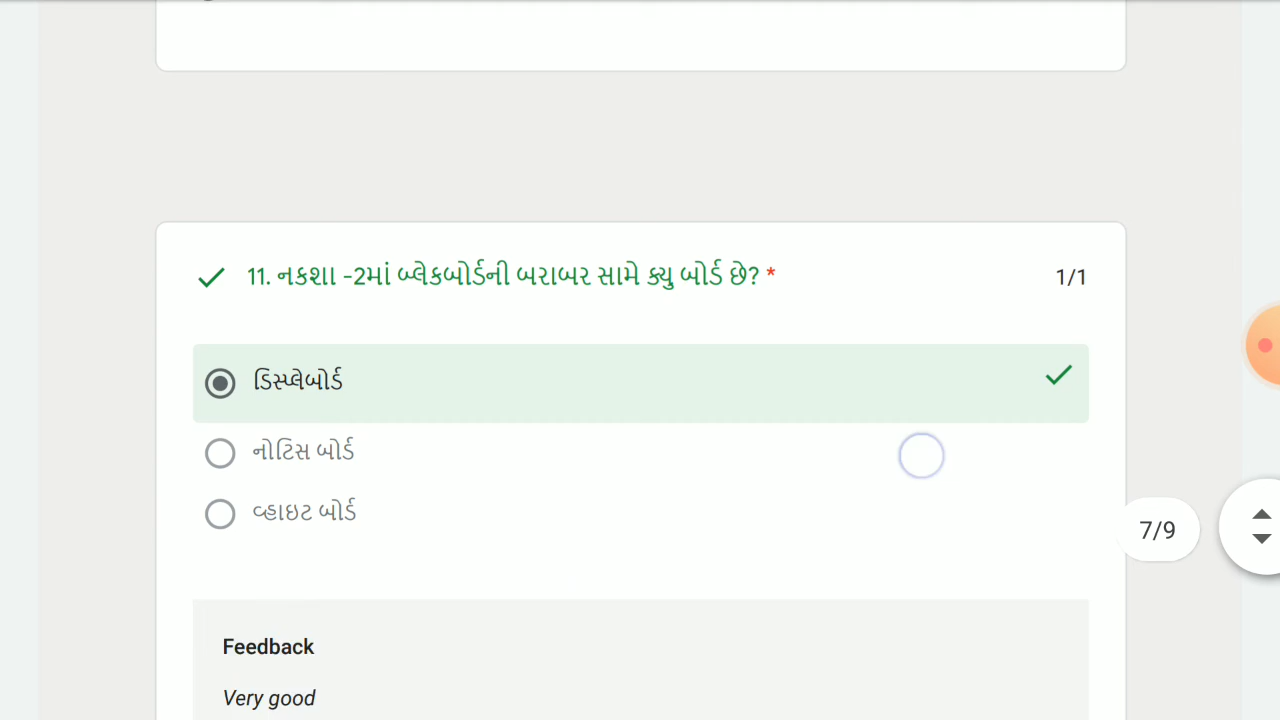 11. નકશા -2માં બ્લેકબોર્ડની બરાબર સામે ક્યુ બોર્ડ છે? *
1/1
ડિસ્પ્લેબોર્ડ
નોટિસ બોર્ડ
વ્હાઇટ બોર્ડ
7/9
Feedback
Very good